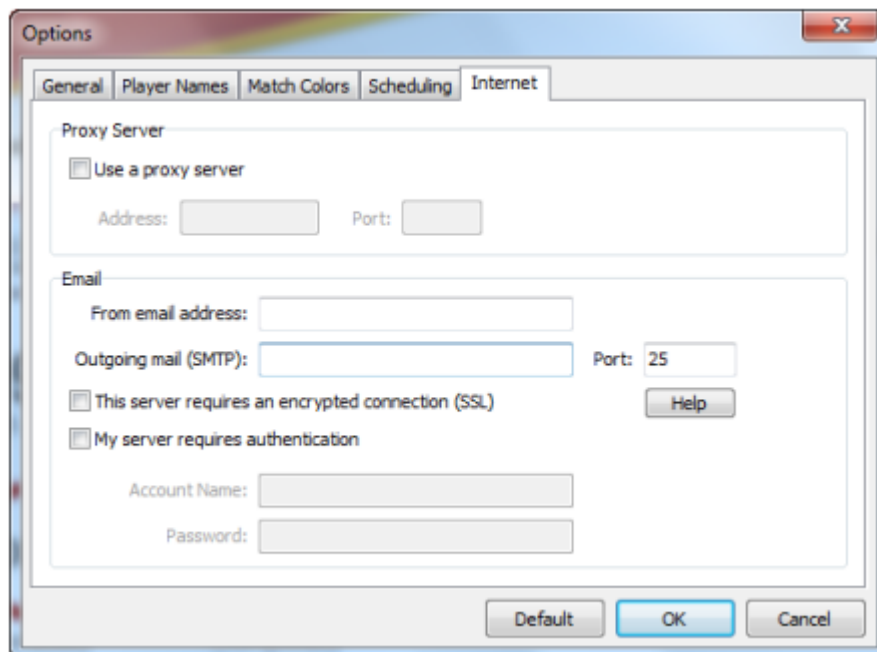 Options
General Player Names Match Colors Scheduling Internet
Proxy Server
Use a proxy server
Address: Port:
Email
From email address:
Outgoing mail (SMTP): Port: 25
This server requires an encrypted connection (SSL) Help
My server requires authentication
Account Name:
Password:
Default OK Cancel